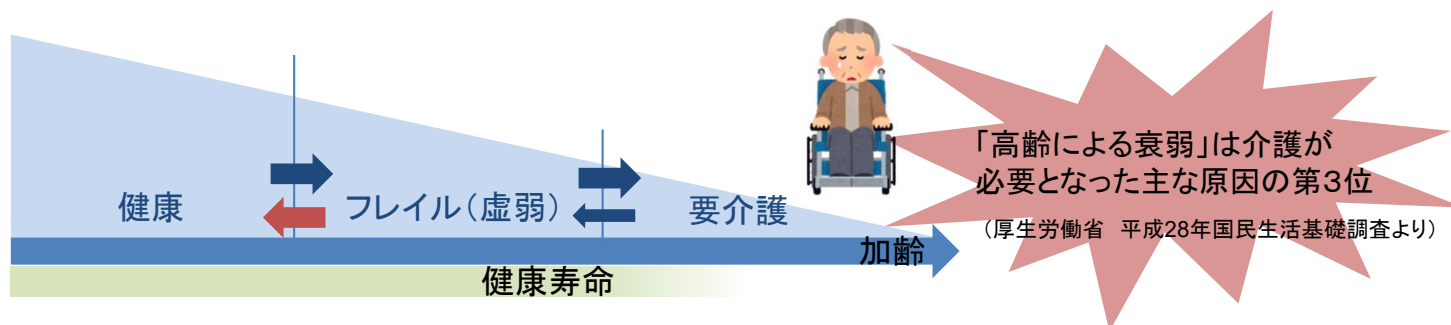 「高齢による衰弱」は介護が
必要となった主な原因の第３位
（厚生労働省　平成28年国民生活基礎調査より）
健康
フレイル（虚弱）
要介護
加齢
健康寿命